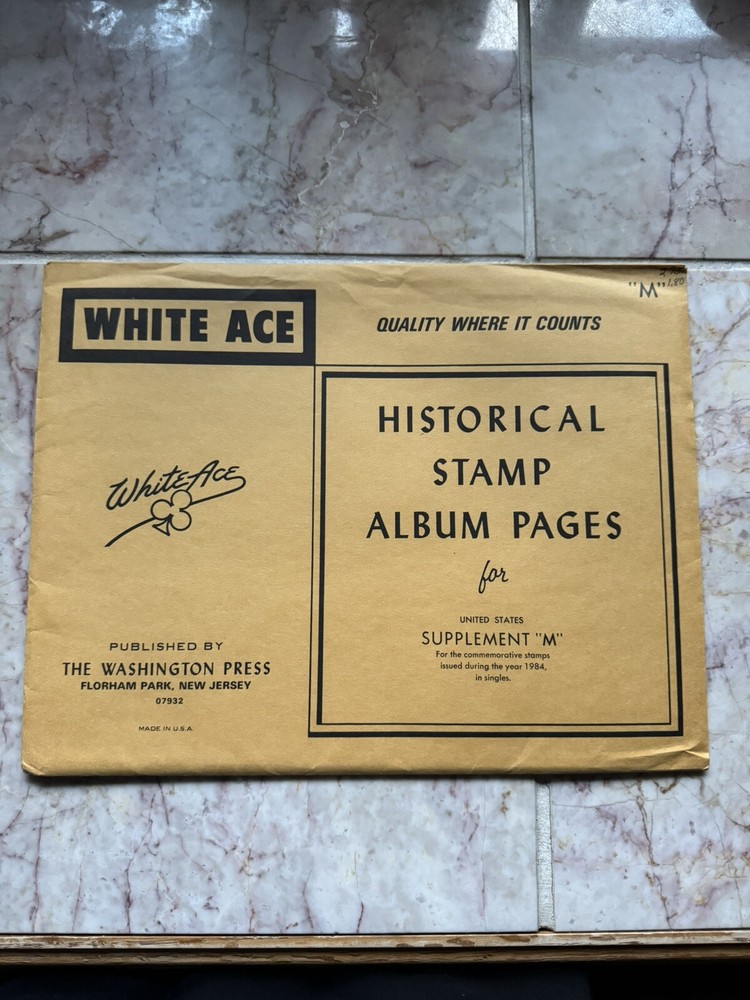 "M"
1.80
WHITE ACE
QUALITY WHERE IT COUNTS
HISTORICAL
STAMP
ALBUM PAGES
for
UNITED STATES
SUPPLEMENT "M"
For the commemorative stamps
issued during the year 1984,
in singles.
White Ace
PUBLISHED BY
THE WASHINGTON PRESS
FLORHAM PARK, NEW JERSEY
07932
MADE IN U.S.A.